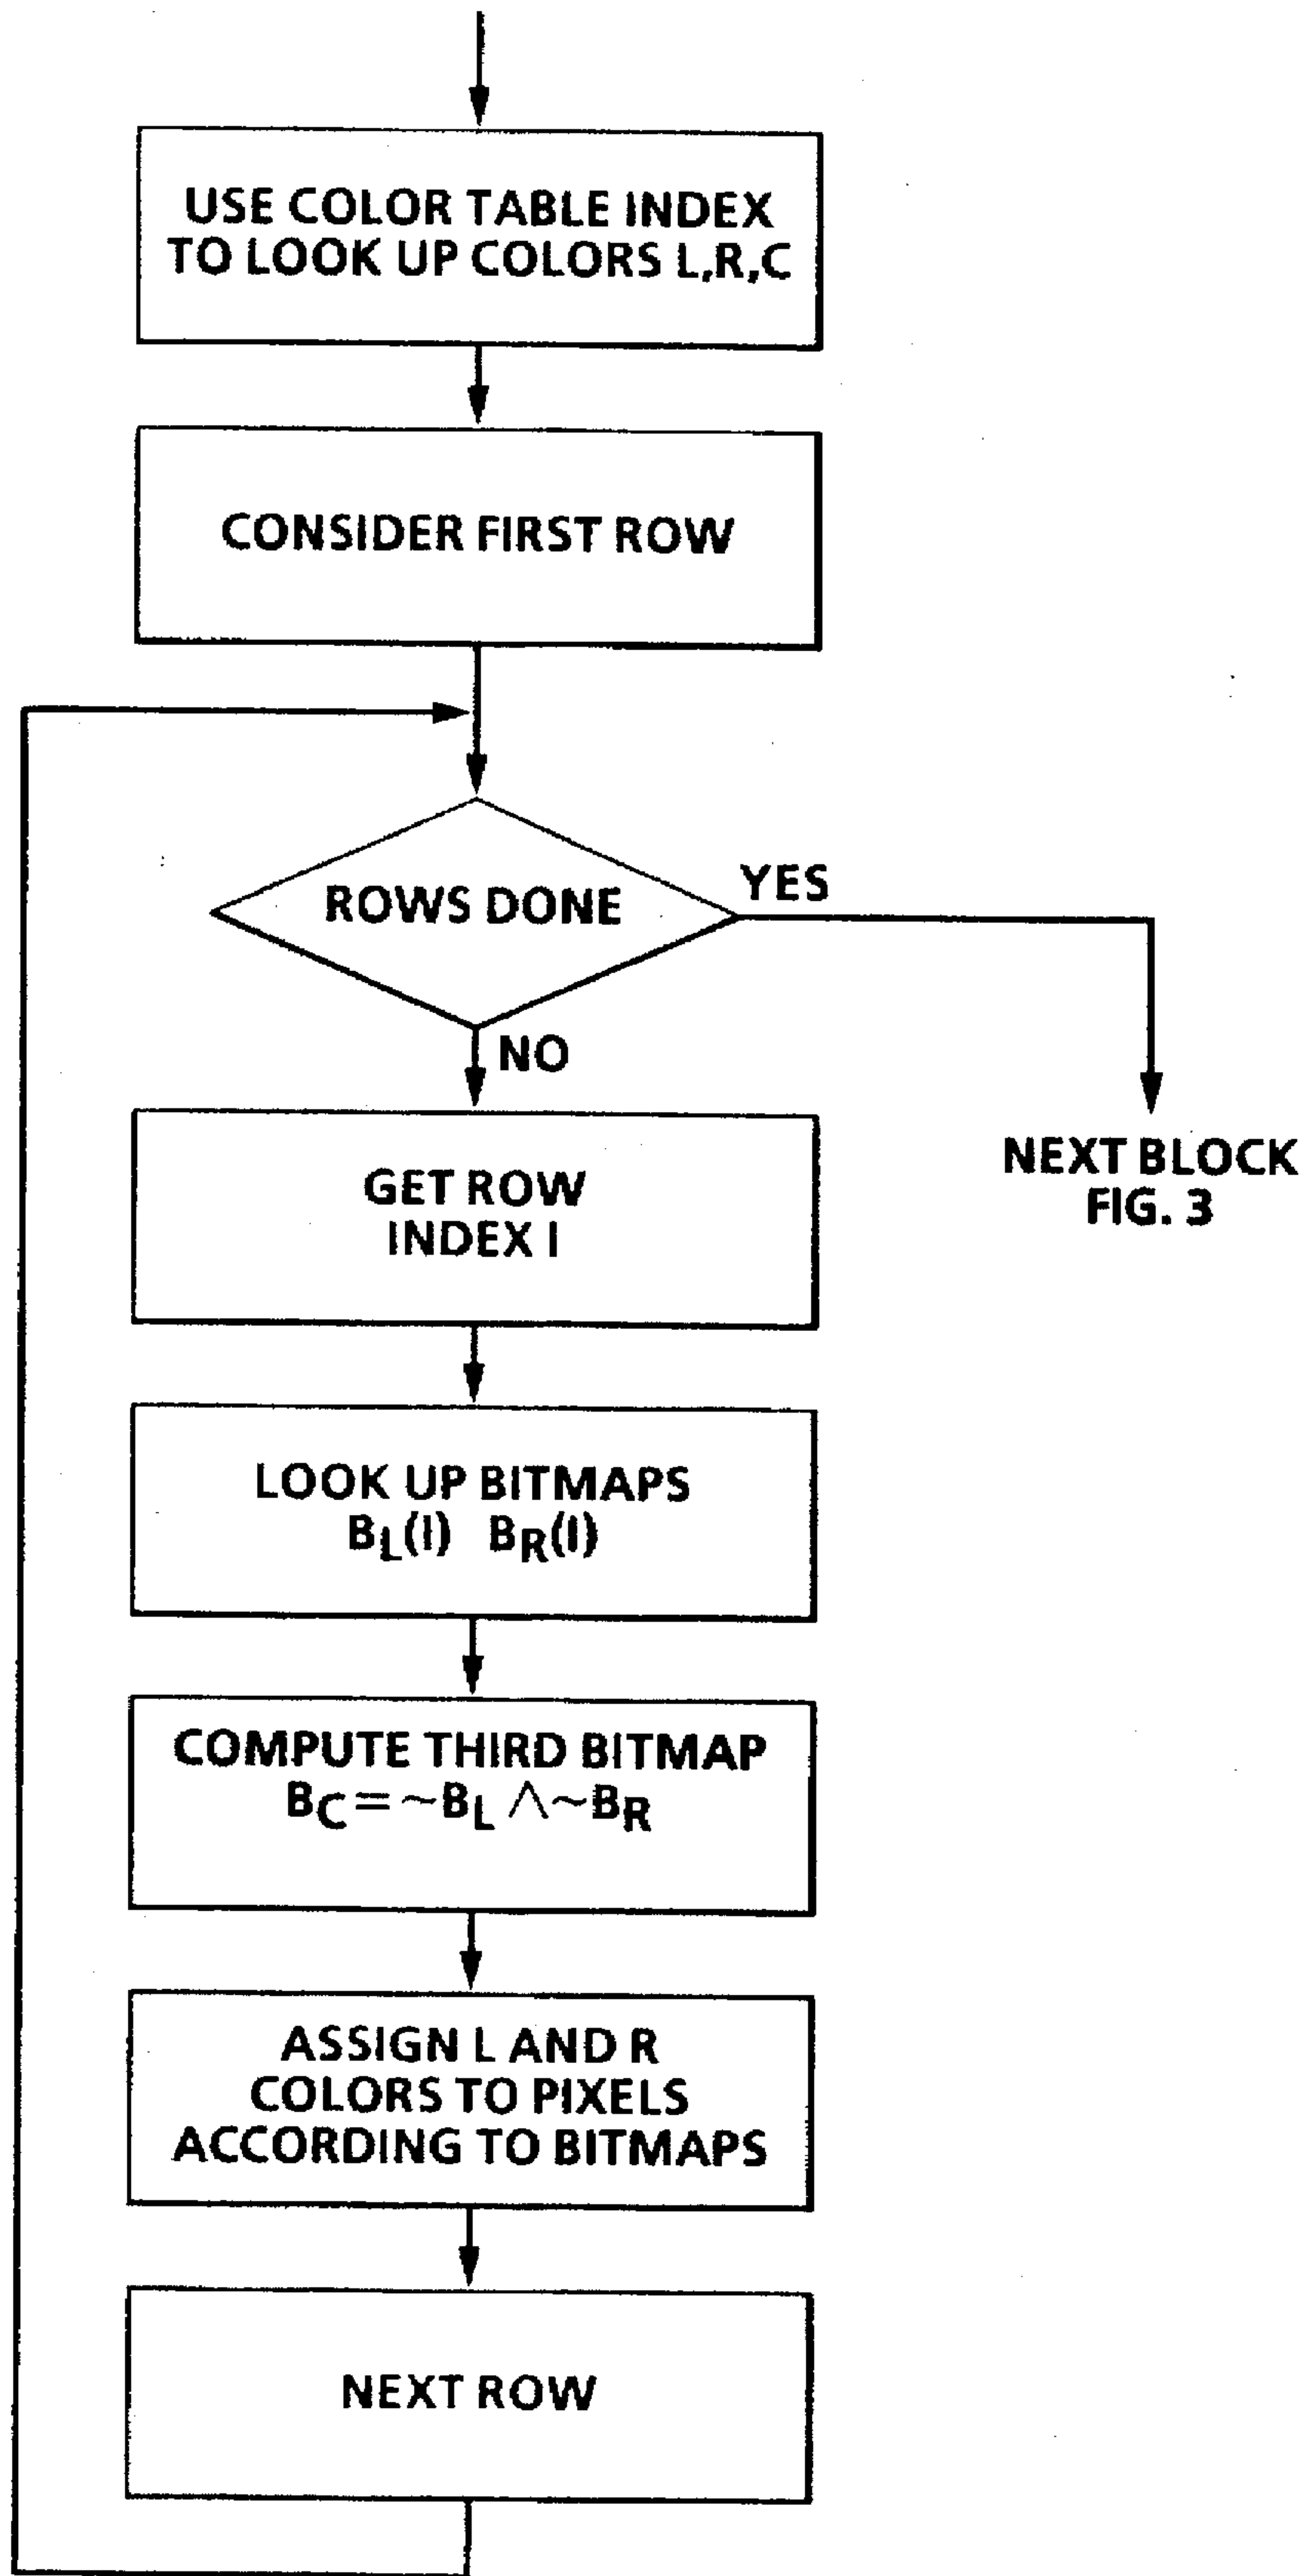 USE COLOR TABLE INDEX
TO LOOK UP COLORS L,R,C
CONSIDER FIRST ROW
ROWS DONE
YES
NO
GET ROW
INDEX I
NEXT BLOCK
FIG. 3
LOOK UP BITMAPS
BL(I) BR(I)
COMPUTE THIRD BITMAP
BC = ~BL ∧ ~BR
ASSIGN L AND R
COLORS TO PIXELS
ACCORDING TO BITMAPS
NEXT ROW